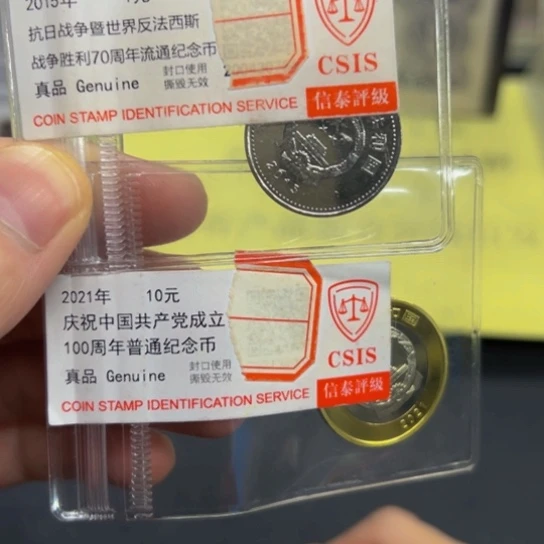 2015年
抗日战争暨世界反法西斯
战争胜利70周年流通纪念币
真品 Genuine
封口使用
撕毁无效
CSIS
COIN STAMP IDENTIFICATION SERVICE
信泰評級
2021年 10元
庆祝中国共产党成立
100周年普通纪念币
真品 Genuine
封口使用
撕毁无效
CSIS
COIN STAMP IDENTIFICATION SERVICE
信泰評級